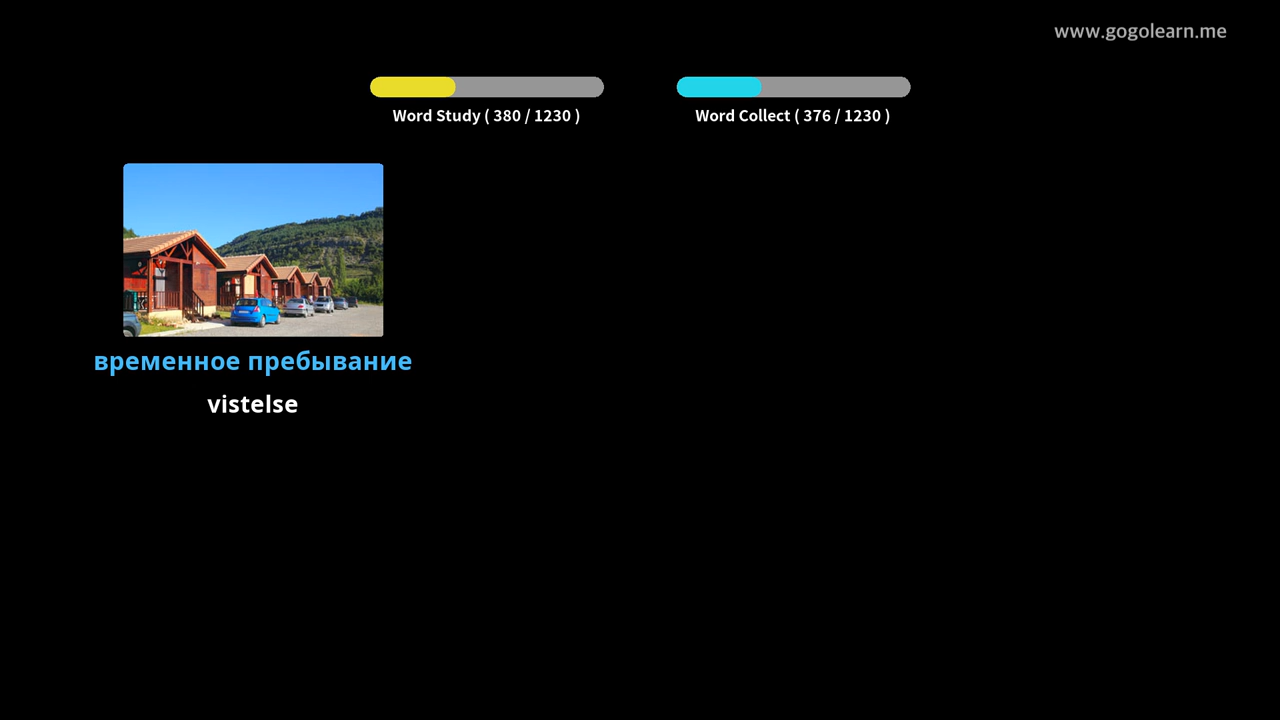 www.gogolearn.me
Word Study ( 380 / 1230 )
Word Collect ( 376 / 1230 )
временное пребывание
vistelse